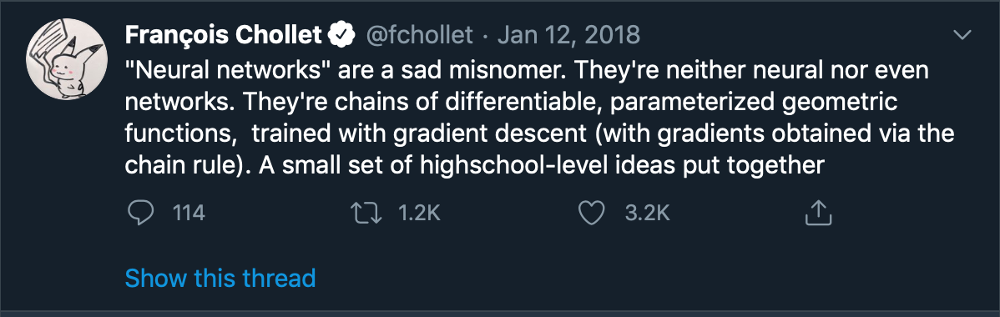 François Chollet @fchollet · Jan 12, 2018
"Neural networks" are a sad misnomer. They're neither neural nor even
networks. They're chains of differentiable, parameterized geometric
functions,  trained with gradient descent (with gradients obtained via the
chain rule). A small set of highschool-level ideas put together
114 1.2K 3.2K
Show this thread